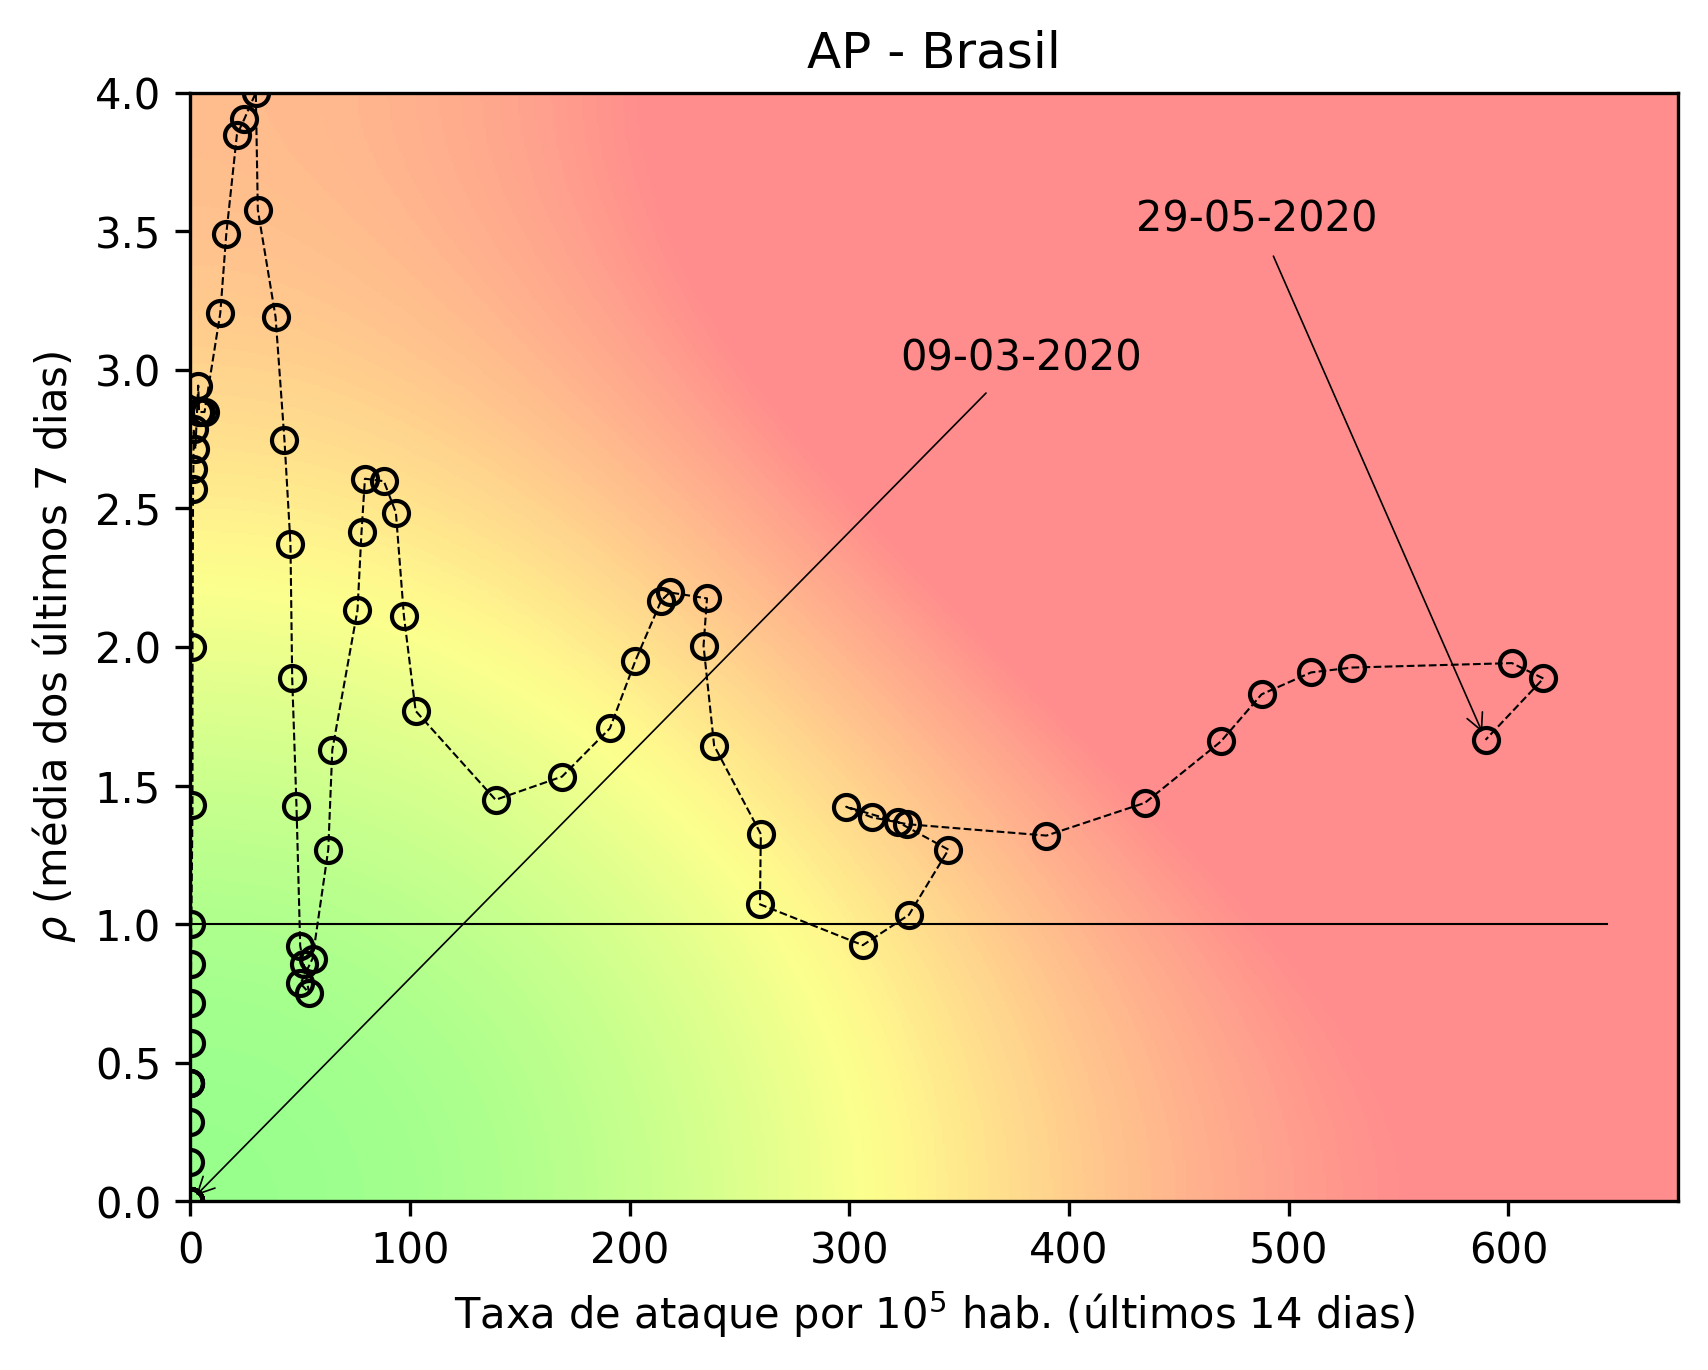 AP - Brasil
4.0
3.5
3.0
2.5
2.0
1.5
1.0
0.5
0.0
ρ (média dos últimos 7 dias)
29-05-2020
09-03-2020
0 100 200 300 400 500 600
Taxa de ataque por 10⁵ hab. (últimos 14 dias)